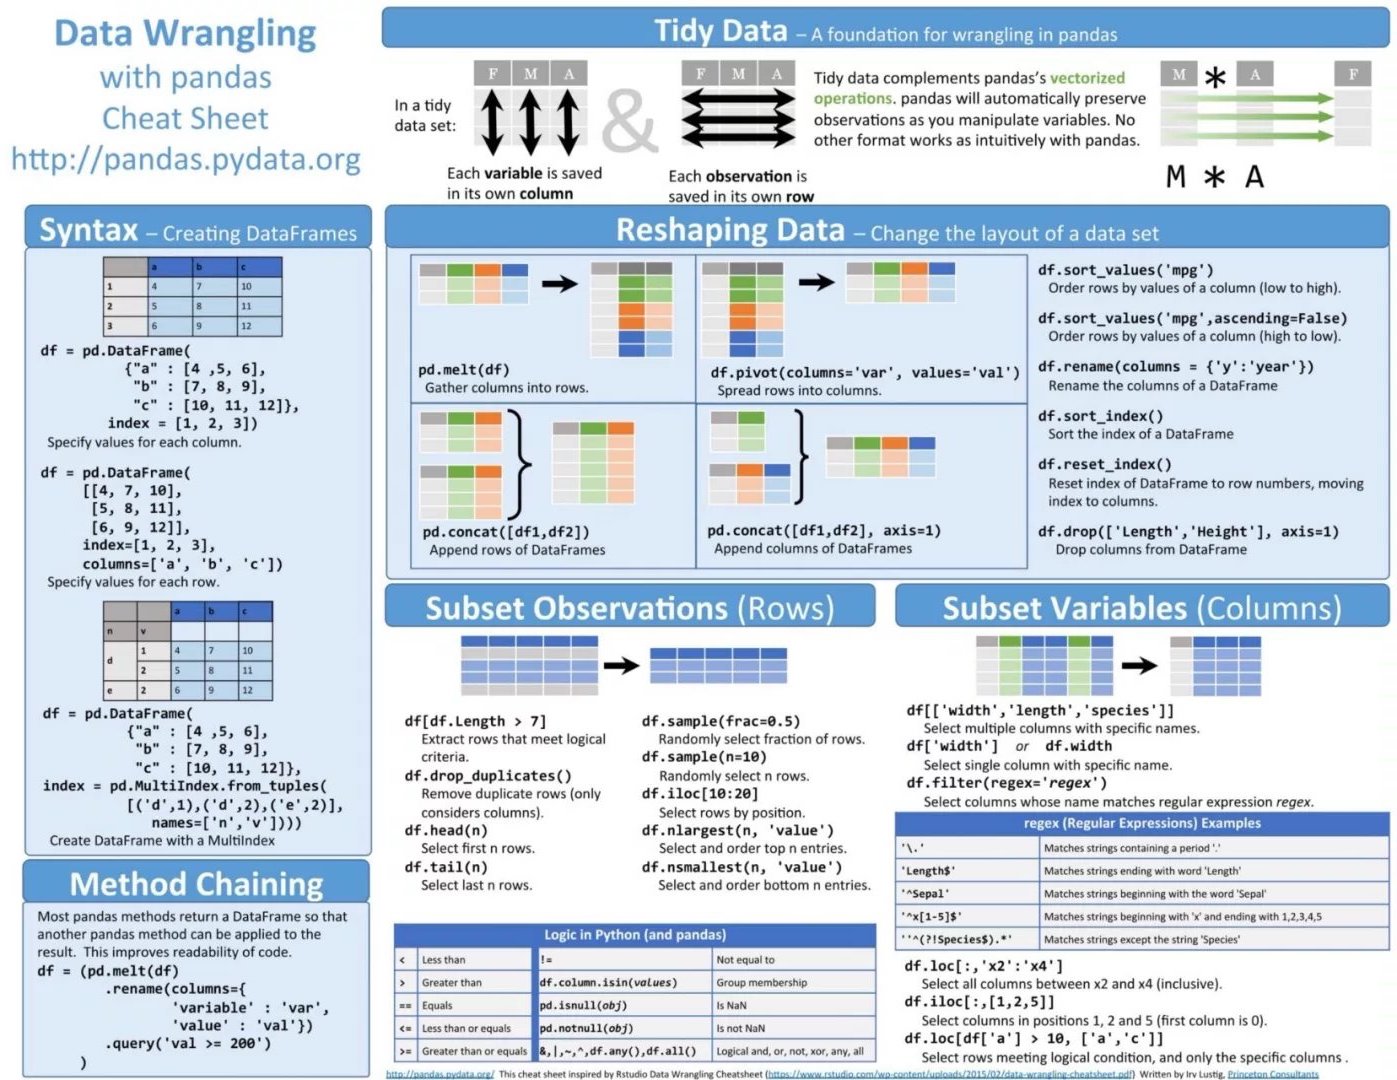 Data Wrangling
with pandas
Cheat Sheet
http://pandas.pydata.org
Tidy Data – A foundation for wrangling in pandas
In a tidy
data set:
F M A
Each variable is saved
in its own column
&
F M A
Each observation is
saved in its own row
Tidy data complements pandas's vectorized
operations. pandas will automatically preserve
observations as you manipulate variables. No
other format works as intuitively with pandas.
M * A F
M * A
Syntax – Creating DataFrames
a b c
1 4 7 10
2 5 8 11
3 6 9 12
df = pd.DataFrame(
{"a" : [4 ,5, 6],
"b" : [7, 8, 9],
"c" : [10, 11, 12]},
index = [1, 2, 3])
Specify values for each column.
df = pd.DataFrame(
[[4, 7, 10],
[5, 8, 11],
[6, 9, 12]],
index=[1, 2, 3],
columns=['a', 'b', 'c'])
Specify values for each row.
a b c
n v
d 1 4 7 10
2 5 8 11
e 2 6 9 12
df = pd.DataFrame(
{"a" : [4 ,5, 6],
"b" : [7, 8, 9],
"c" : [10, 11, 12]},
index = pd.MultiIndex.from_tuples(
[('d',1),('d',2),('e',2)],
names=['n','v'])))
Create DataFrame with a MultiIndex
Method Chaining
Most pandas methods return a DataFrame so that
another pandas method can be applied to the
result. This improves readability of code.
df = (pd.melt(df)
.rename(columns={
'variable' : 'var',
'value' : 'val'})
.query('val >= 200')
)
Reshaping Data – Change the layout of a data set
pd.melt(df)
Gather columns into rows.
df.pivot(columns='var', values='val')
Spread rows into columns.
pd.concat([df1,df2])
Append rows of DataFrames
pd.concat([df1,df2], axis=1)
Append columns of DataFrames
df.sort_values('mpg')
Order rows by values of a column (low to high).
df.sort_values('mpg',ascending=False)
Order rows by values of a column (high to low).
df.rename(columns = {'y':'year'})
Rename the columns of a DataFrame
df.sort_index()
Sort the index of a DataFrame
df.reset_index()
Reset index of DataFrame to row numbers, moving
index to columns.
df.drop(['Length','Height'], axis=1)
Drop columns from DataFrame
Subset Observations (Rows)
df[df.Length > 7]
Extract rows that meet logical
criteria.
df.drop_duplicates()
Remove duplicate rows (only
considers columns).
df.head(n)
Select first n rows.
df.tail(n)
Select last n rows.
df.sample(frac=0.5)
Randomly select fraction of rows.
df.sample(n=10)
Randomly select n rows.
df.iloc[10:20]
Select rows by position.
df.nlargest(n, 'value')
Select and order top n entries.
df.nsmallest(n, 'value')
Select and order bottom n entries.
Logic in Python (and pandas)
< Less than != Not equal to
> Greater than df.column.isin(values) Group membership
== Equals pd.isnull(obj) Is NaN
<= Less than or equals pd.notnull(obj) Is not NaN
>= Greater than or equals &,|,~,^,df.any(),df.all() Logical and, or, not, xor, any, all
Subset Variables (Columns)
df[['width','length','species']]
Select multiple columns with specific names.
df['width'] or df.width
Select single column with specific name.
df.filter(regex='regex')
Select columns whose name matches regular expression regex.
regex (Regular Expressions) Examples
'\.' Matches strings containing a period '.'
'Length$' Matches strings ending with word 'Length'
'^Sepal' Matches strings beginning with the word 'Sepal'
'^x[1-5]$' Matches strings beginning with 'x' and ending with 1,2,3,4,5
''^(?!Species$).*' Matches strings except the string 'Species'
df.loc[:,'x2':'x4']
Select all columns between x2 and x4 (inclusive).
df.iloc[:,[1,2,5]]
Select columns in positions 1, 2 and 5 (first column is 0).
df.loc[df['a'] > 10, ['a','c']]
Select rows meeting logical condition, and only the specific columns .
http://pandas.pydata.org/ This cheat sheet inspired by Rstudio Data Wrangling Cheatsheet (https://www.rstudio.com/wp-content/uploads/2015/02/data-wrangling-cheatsheet.pdf) Written by Irv Lustig, Princeton Consultants